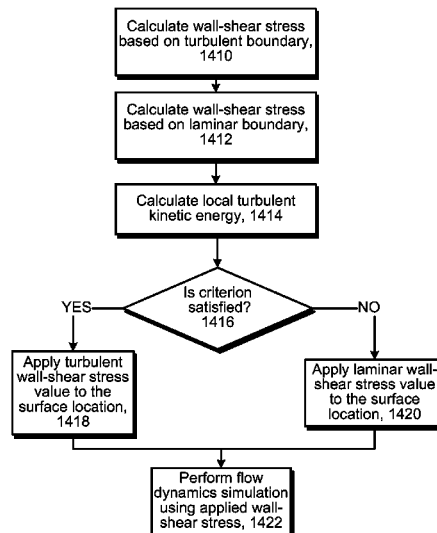 Calculate wall-shear stress
based on turbulent boundary,
1410
Calculate wall-shear stress
based on laminar boundary,
1412
Calculate local turbulent
kinetic energy, 1414
Is criterion
satisfied?
1416
YES
NO
Apply turbulent
wall-shear stress
value to the
surface location,
1418
Apply laminar wall-
shear stress value
to the surface
location, 1420
Perform flow
dynamics simulation
using applied wall-
shear stress, 1422